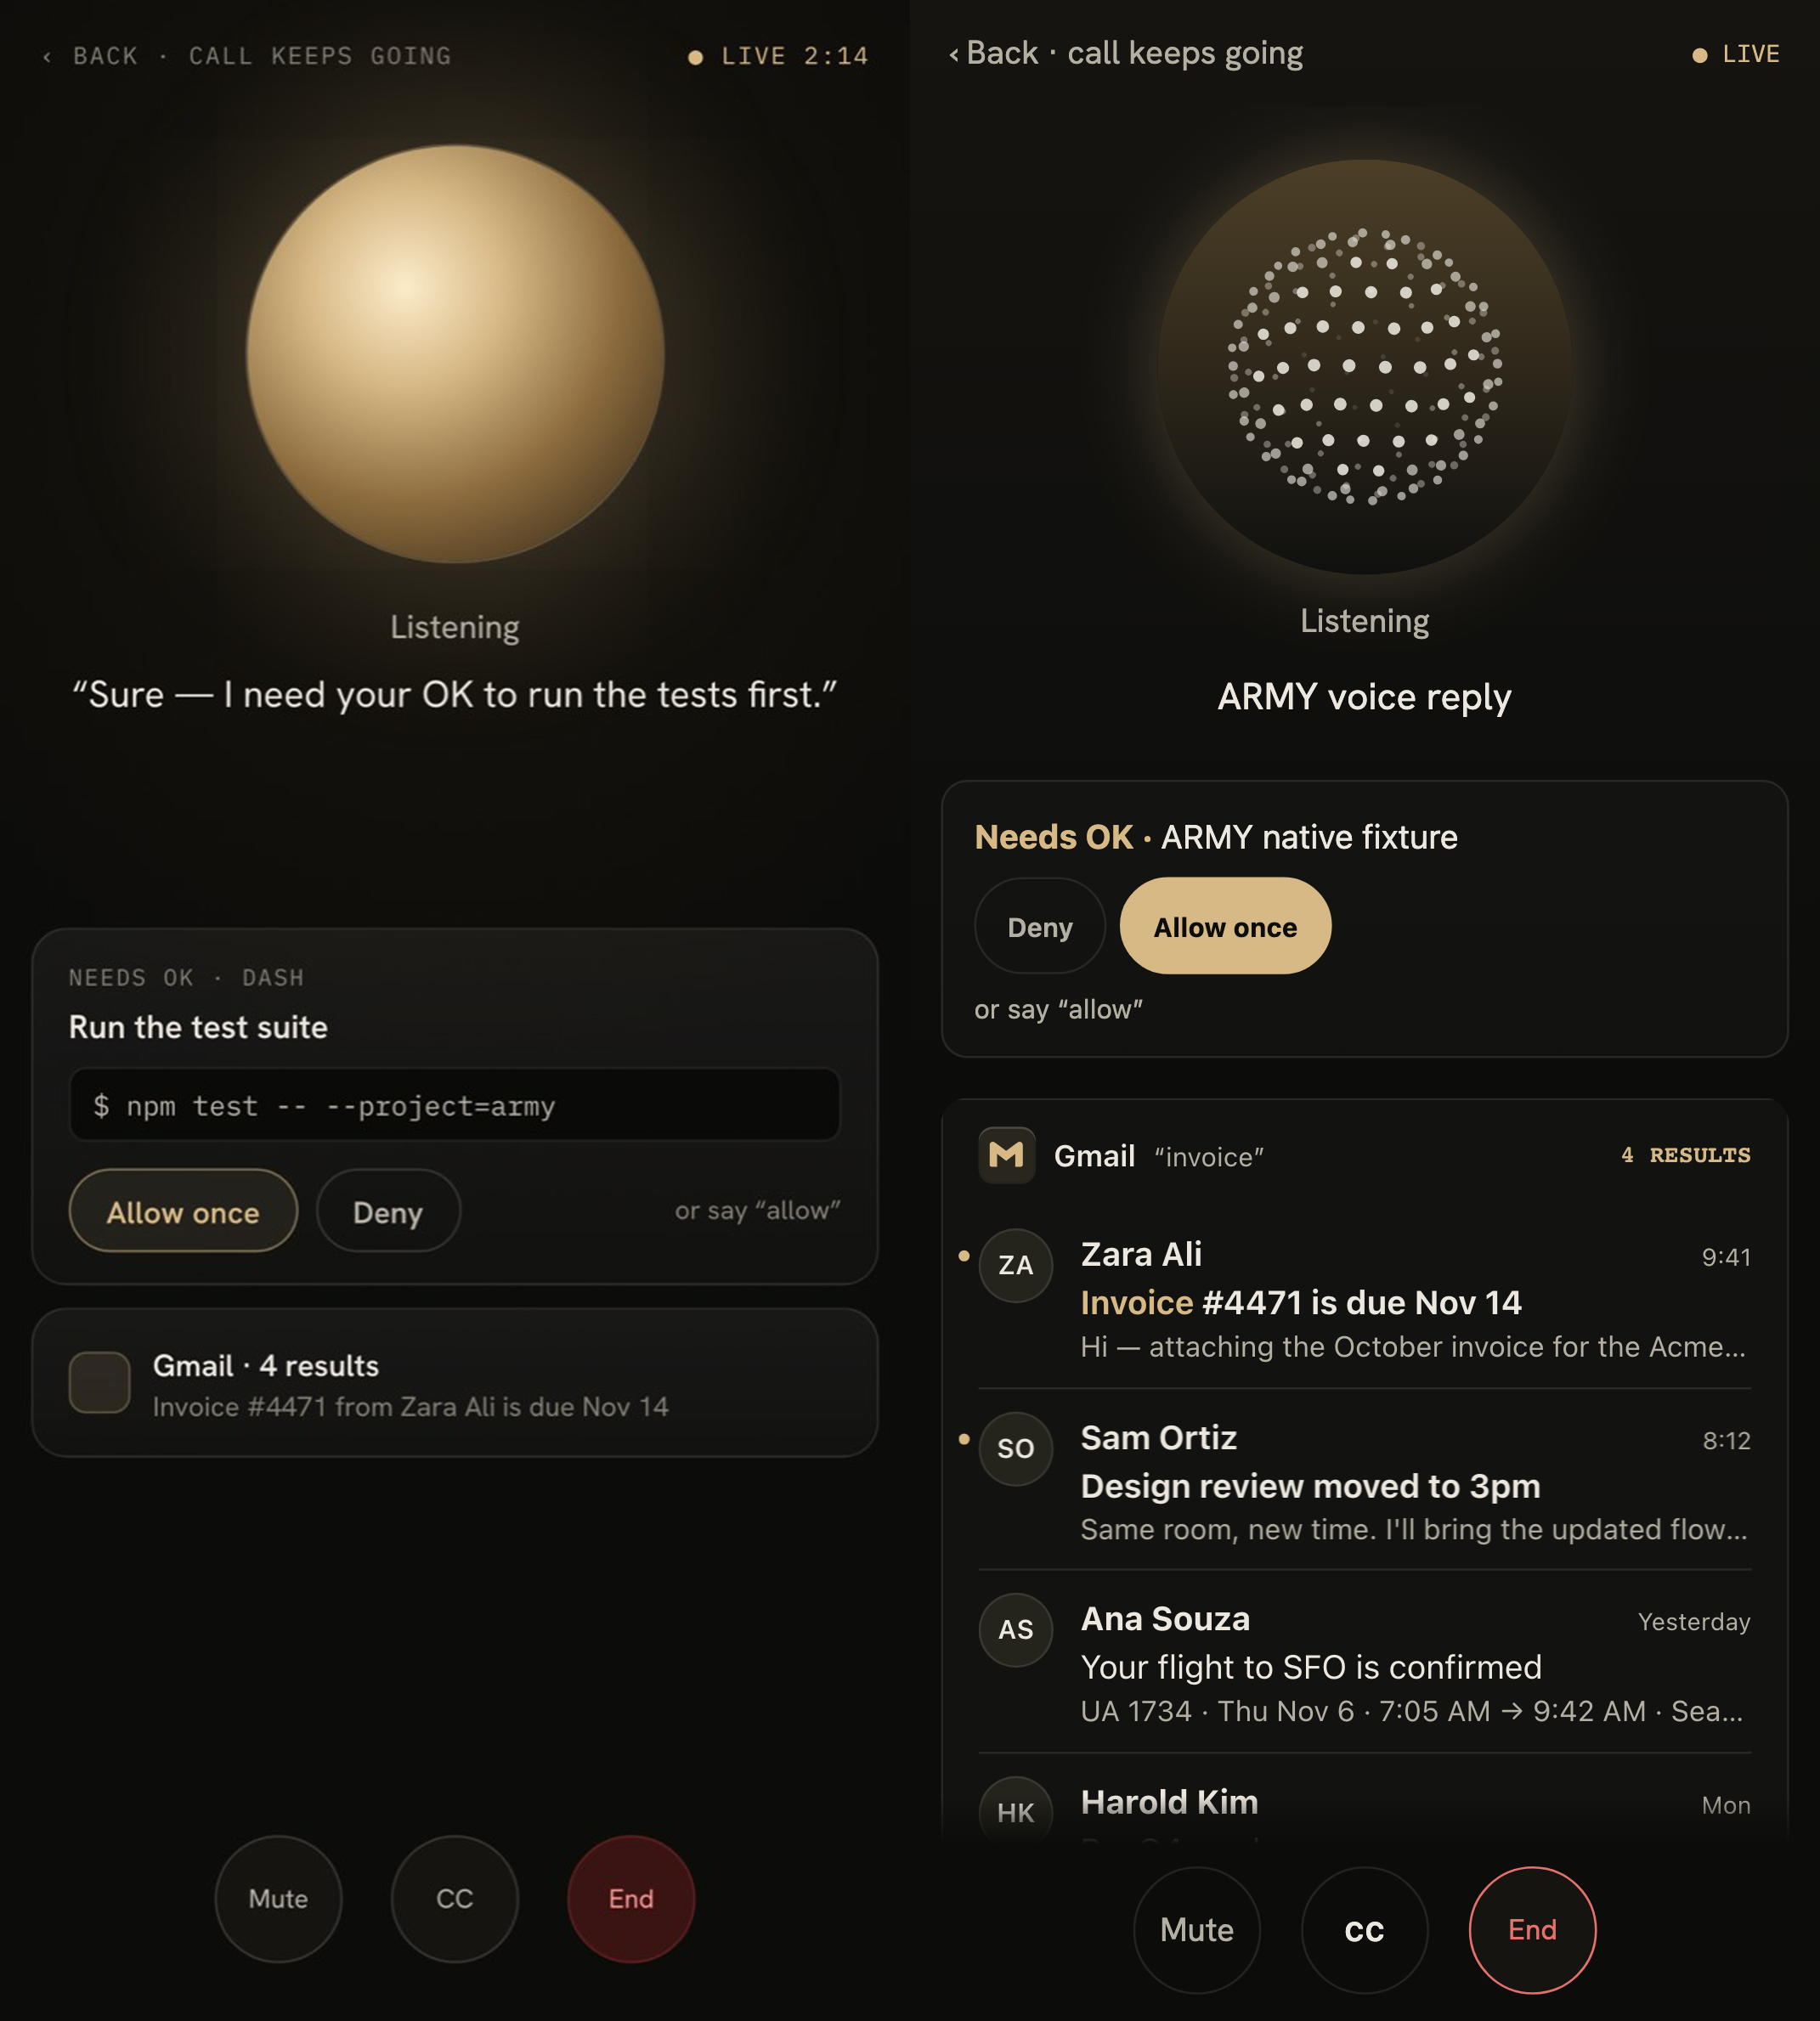 ‹ BACK · CALL KEEPS GOING
● LIVE 2:14
Listening
“Sure — I need your OK to run the tests first.”
NEEDS OK · DASH
Run the test suite
$ npm test -- --project=army
Allow once
Deny
or say “allow”
Gmail · 4 results
Invoice #4471 from Zara Ali is due Nov 14
Mute
CC
End
‹ Back · call keeps going
● LIVE
Listening
ARMY voice reply
Needs OK · ARMY native fixture
Deny
Allow once
or say “allow”
Gmail “invoice”
4 RESULTS
ZA
Zara Ali
9:41
Invoice #4471 is due Nov 14
Hi — attaching the October invoice for the Acme...
SO
Sam Ortiz
8:12
Design review moved to 3pm
Same room, new time. I'll bring the updated flow...
AS
Ana Souza
Yesterday
Your flight to SFO is confirmed
UA 1734 · Thu Nov 6 · 7:05 AM → 9:42 AM · Sea...
HK
Harold Kim
Mon
Mute
CC
End